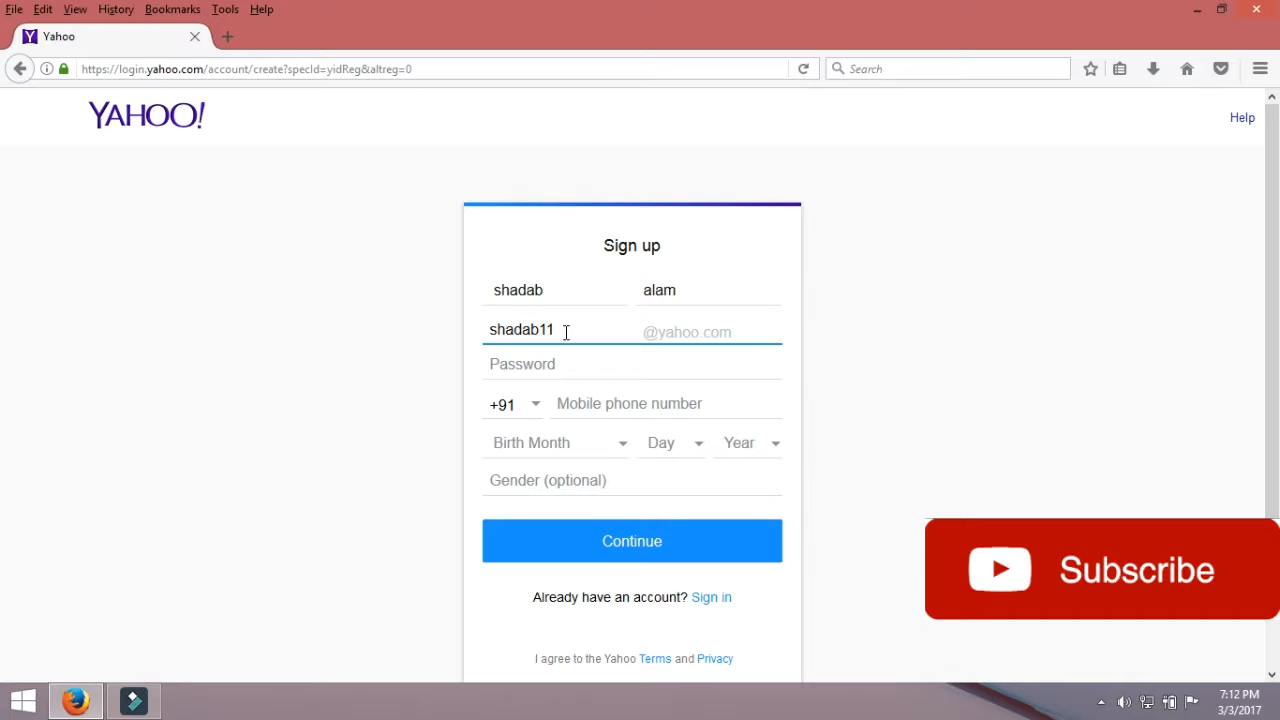 File Edit View History Bookmarks Tools Help
Yahoo
https://login.yahoo.com/account/create?specId=yidReg&altreg=0
Search
YAHOO!
Help
Sign up
shadab alam
shadab11 @yahoo.com
Password
+91 Mobile phone number
Birth Month Day Year
Gender (optional)
Continue
Subscribe
Already have an account? Sign in
I agree to the Yahoo Terms and Privacy
7:12 PM
3/3/2017